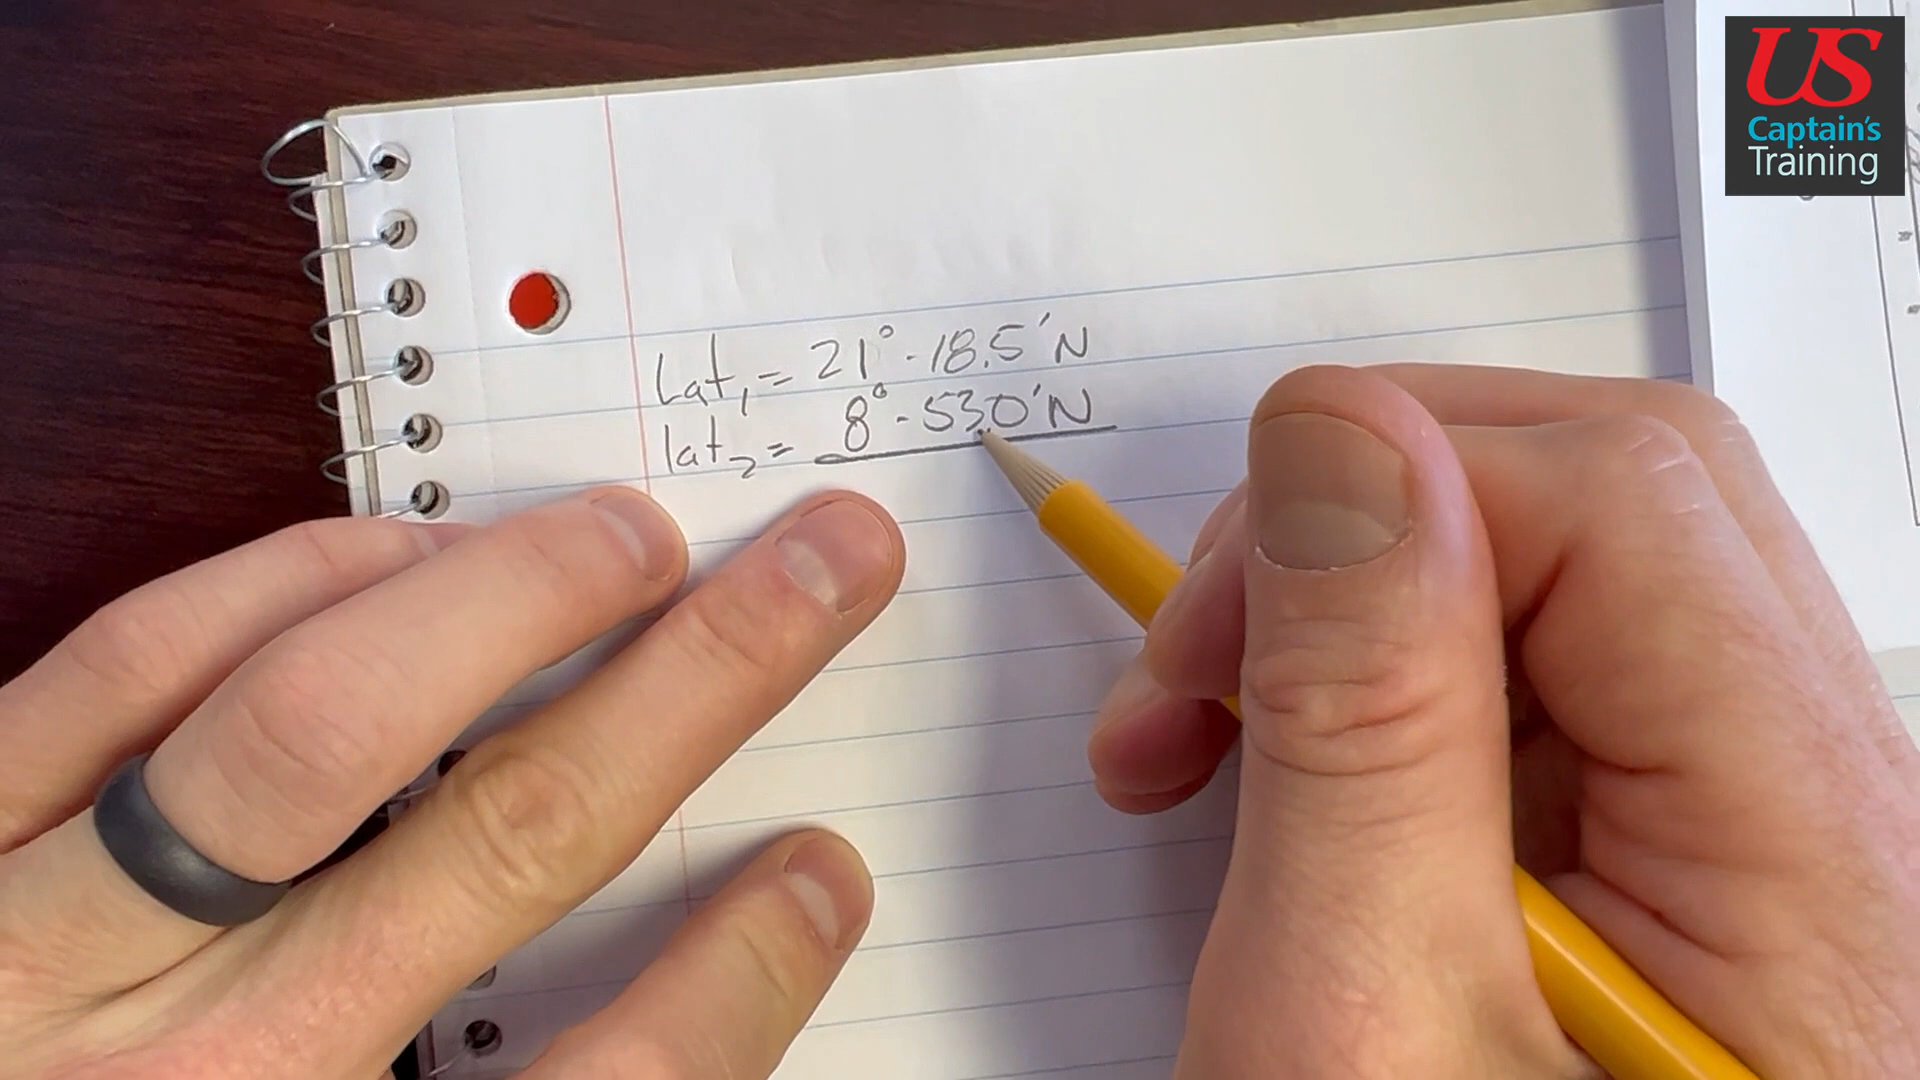 US
Captain's
Training
Lat₁ = 21° - 18.5' N
lat₂ = 8° - 53.0' N